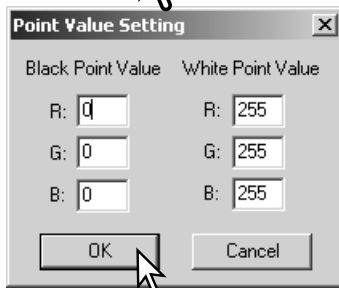 Point Value Setting
Black Point Value White Point Value
R: 0 R: 255
G: 0 G: 255
B: 0 B: 255
OK Cancel